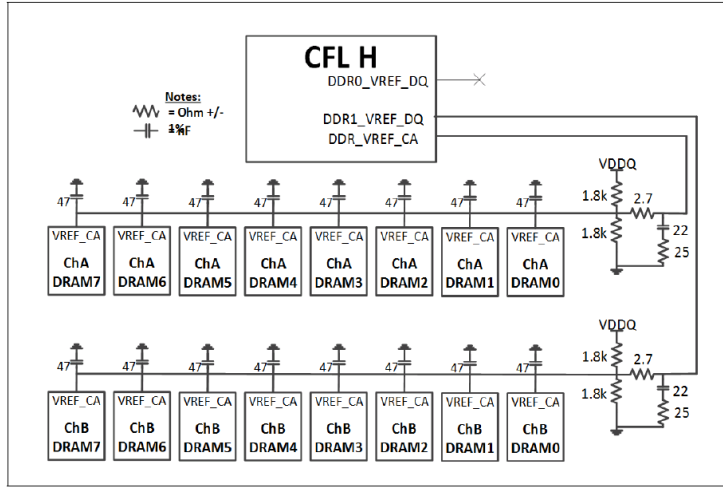 CFL H
DDR0_VREF_DQ
DDR1_VREF_DQ
DDR_VREF_CA
Notes:
= Ohm +/-
VDDQ
47 47 47 47 47 47 47 47
1.8k 2.7
1.8k 22
25
VREF_CA VREF_CA VREF_CA VREF_CA VREF_CA VREF_CA VREF_CA VREF_CA
ChA ChA ChA ChA ChA ChA ChA ChA
DRAM7 DRAM6 DRAM5 DRAM4 DRAM3 DRAM2 DRAM1 DRAM0
VDDQ
47 47 47 47 47 47 47 47
1.8k 2.7
1.8k 22
25
VREF_CA VREF_CA VREF_CA VREF_CA VREF_CA VREF_CA VREF_CA VREF_CA
ChB ChB ChB ChB ChB ChB ChB ChB
DRAM7 DRAM6 DRAM5 DRAM4 DRAM3 DRAM2 DRAM1 DRAM0